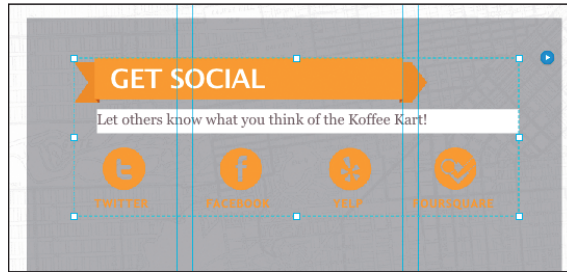 GET SOCIAL
Let others know what you think of the Koffee Kart!
TWITTER FACEBOOK YELP FOURSQUARE